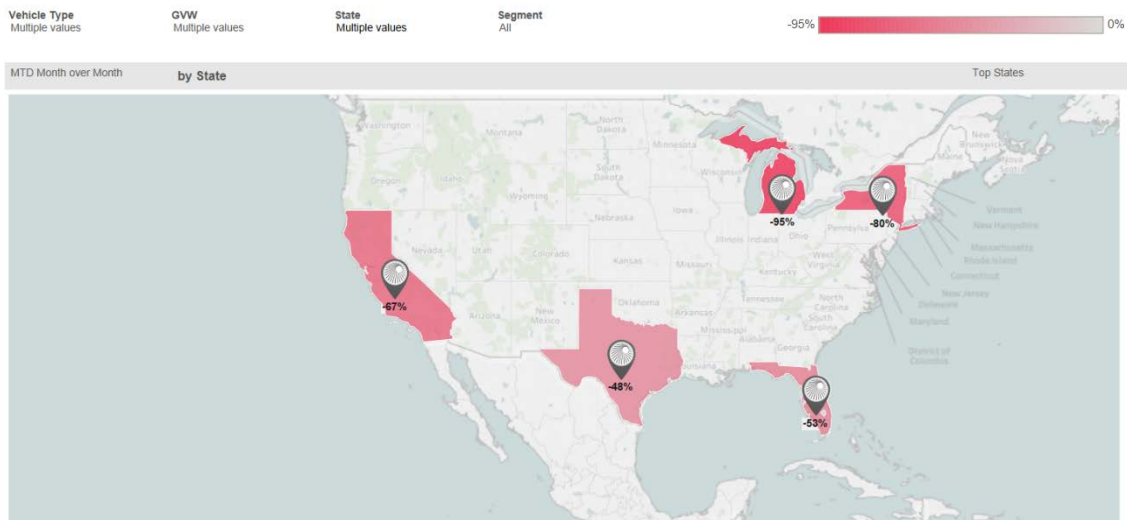 Vehicle Type
Multiple values
GVW
Multiple values
State
Multiple values
Segment
All
-95%
0%
MTD Month over Month
by State
Top States
Washington
Montana
North
Dakota
Minnesota
Oregon
Idaho
Wyoming
South
Dakota
Wisconsin
Nebraska
Iowa
Nevada
Utah
Colorado
Kansas
Missouri
Illinois
Indiana
Ohio
Pennsylva
West
Virginia
Kentucky
Arizona
New
Mexico
Oklahoma
Arkansas
Tennessee
North
Carolina
South
Carolina
Mississippi
Alabama
Georgia
Maine
New
Brunswick
Nova
Scotia
Vermont
New Hampshire
Massachusetts
Rhode Island
Connecticut
New Jersey
Delaware
Maryland
District of
Columbia
-95%
-80%
-67%
-48%
-53%